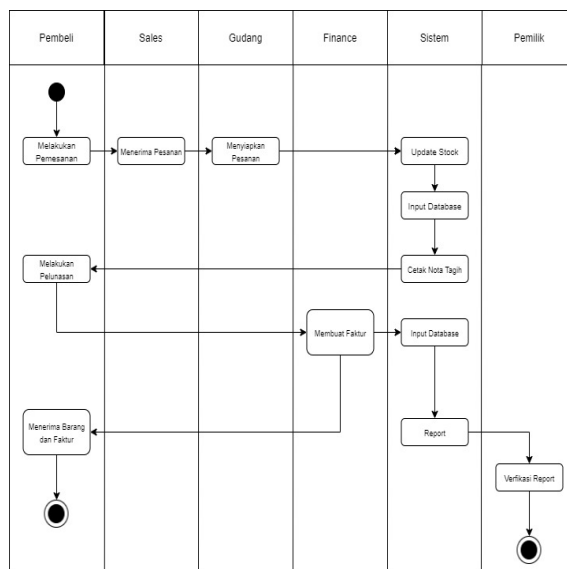 Pembeli
Sales
Gudang
Finance
Sistem
Pemilik
Melakukan
Pemesanan
Menerima Pesanan
Menyiapkan
Pesanan
Update Stock
Input Database
Melakukan
Pelunasan
Cetak Nota Tagih
Membuat Faktur
Input Database
Menerima Barang
dan Faktur
Report
Verfikasi Report